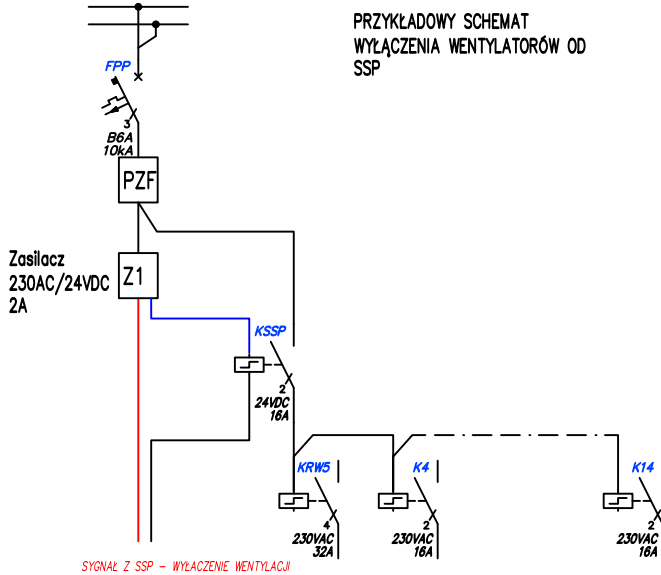 PRZYKŁADOWY SCHEMAT
WYŁĄCZENIA WENTYLATORÓW OD
SSP
FPP
3
B6A
10kA
PZF
Zasilacz
230AC/24VDC
2A
Z1
KSSP
2
24VDC
16A
KRW5
4
230VAC
32A
K4
2
230VAC
16A
K14
2
230VAC
16A
SYGNAŁ Z SSP – WYŁACZENIE WENTYLACJI